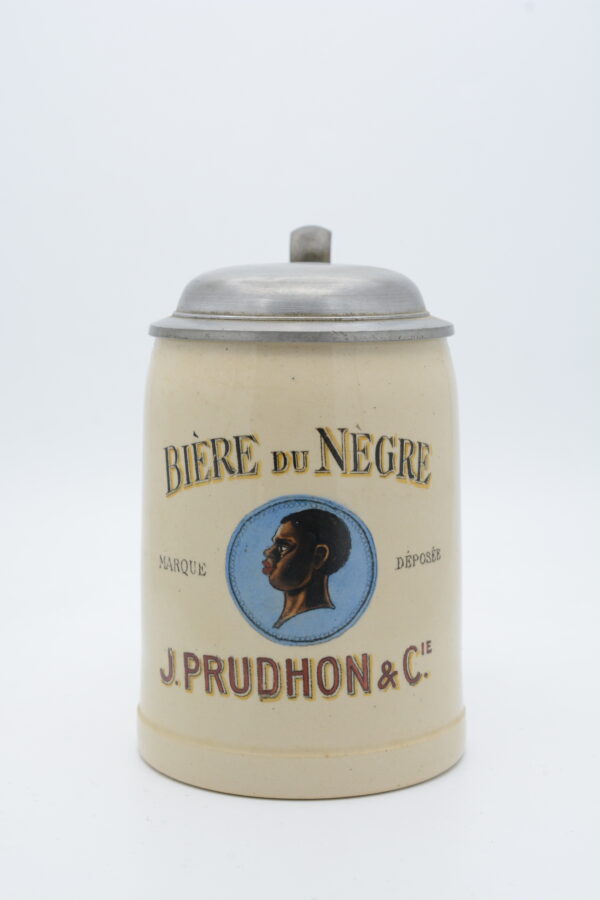 BIÈRE DU NÈGRE
MARQUE DÉPOSÉE
J. PRUDHON & CIE.